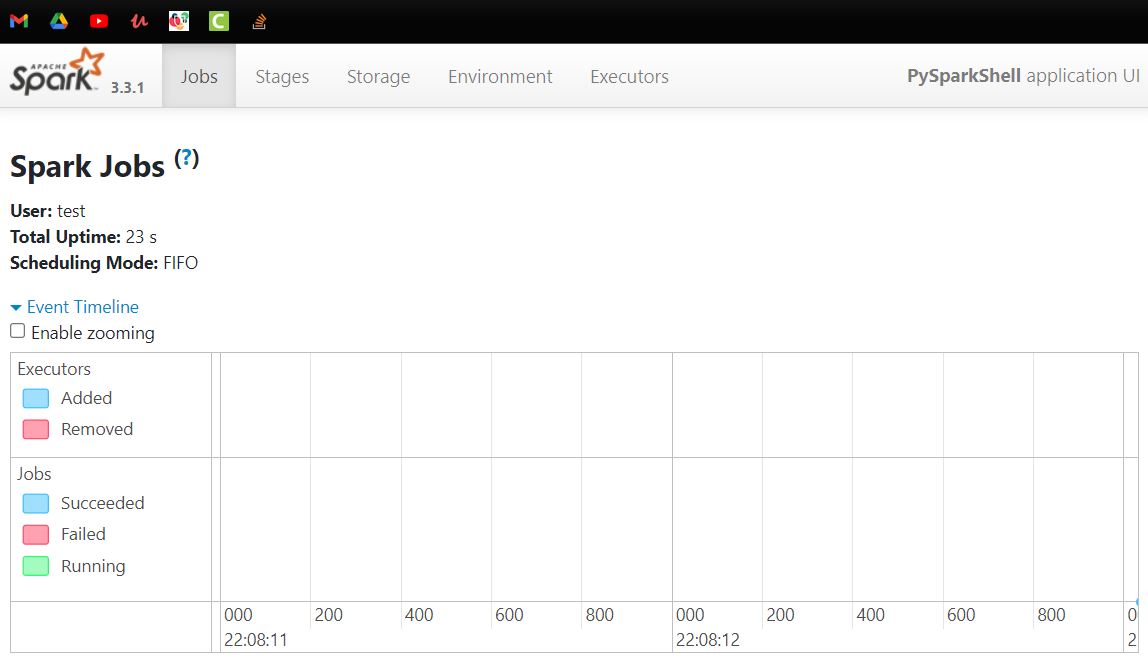 APACHE
Spark 3.3.1 Jobs Stages Storage Environment Executors PySparkShell application UI
Spark Jobs (?)
User: test
Total Uptime: 23 s
Scheduling Mode: FIFO
Event Timeline
Enable zooming
Executors
Added
Removed
Jobs
Succeeded
Failed
Running
000 200 400 600 800 000 200 400 600 800 0
22:08:11 22:08:12 2